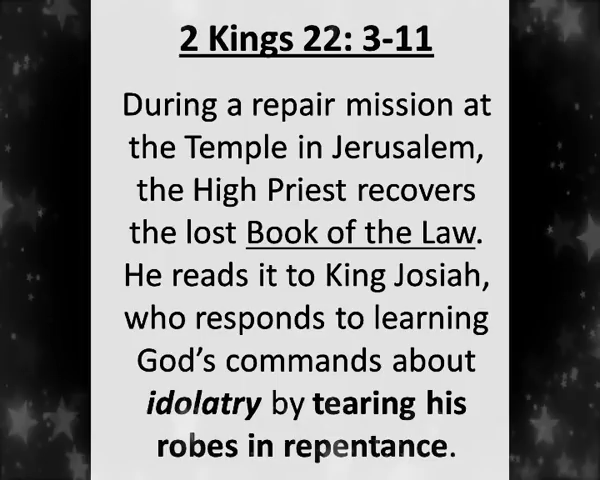 2 Kings 22: 3-11
During a repair mission at
the Temple in Jerusalem,
the High Priest recovers
the lost Book of the Law.
He reads it to King Josiah,
who responds to learning
God’s commands about
idolatry by tearing his
robes in repentance.